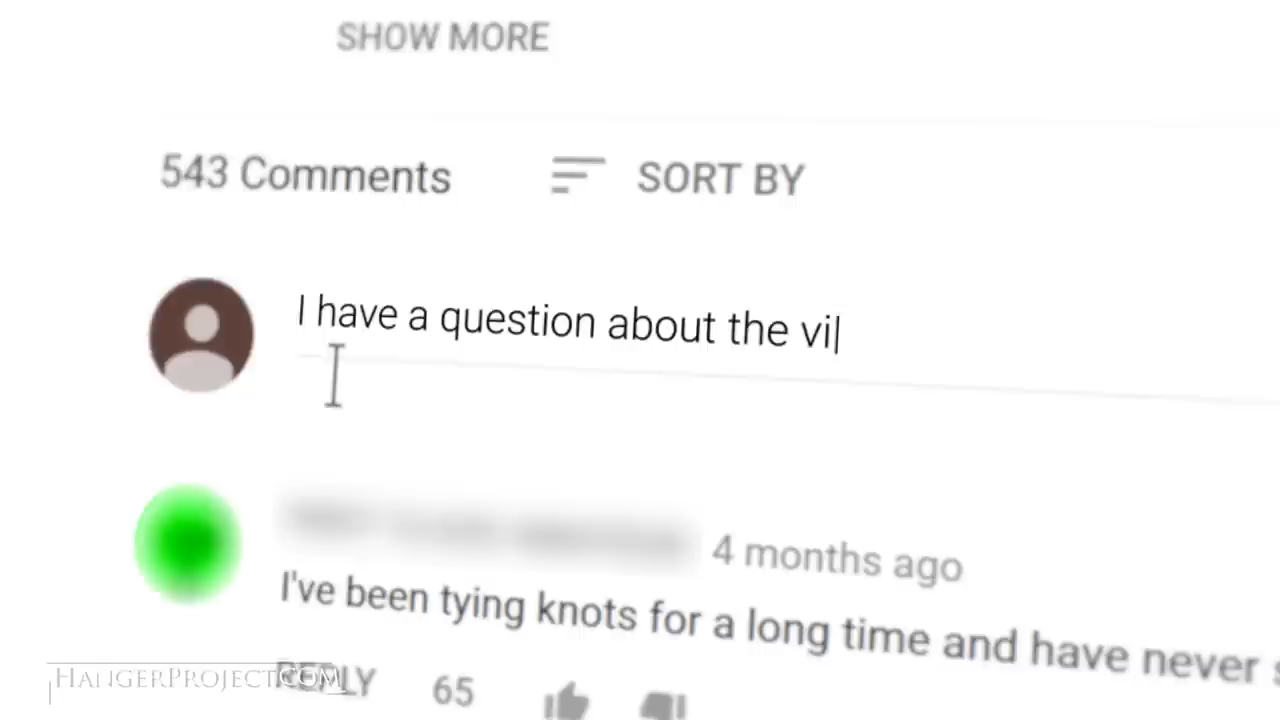 SHOW MORE
543 Comments SORT BY
I have a question about the vi
4 months ago
I've been tying knots for a long time and have never
REPLY 65
HANGERPROJECT.COM